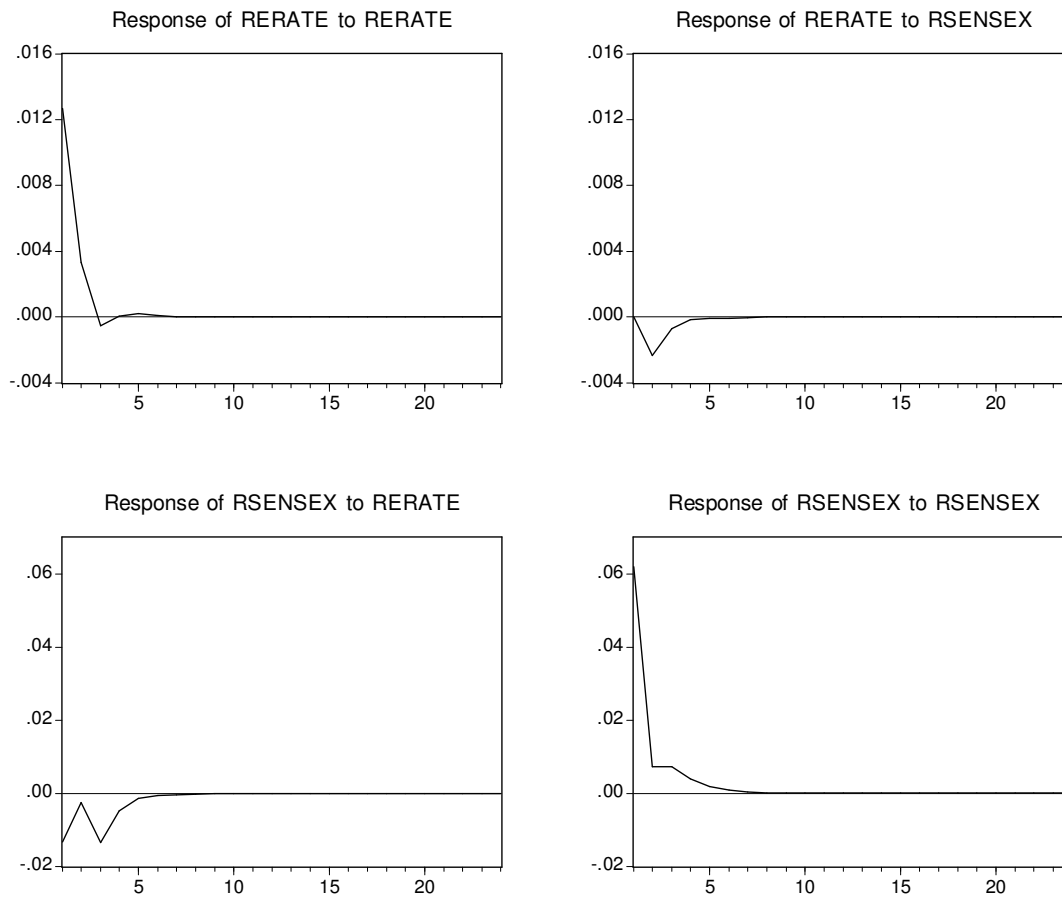 Response of RERATE to RERATE
.016
.012
.008
.004
.000
-.004
5 10 15 20
Response of RERATE to RSENSEX
.016
.012
.008
.004
.000
-.004
5 10 15 20
Response of RSENSEX to RERATE
.06
.04
.02
.00
-.02
5 10 15 20
Response of RSENSEX to RSENSEX
.06
.04
.02
.00
-.02
5 10 15 20